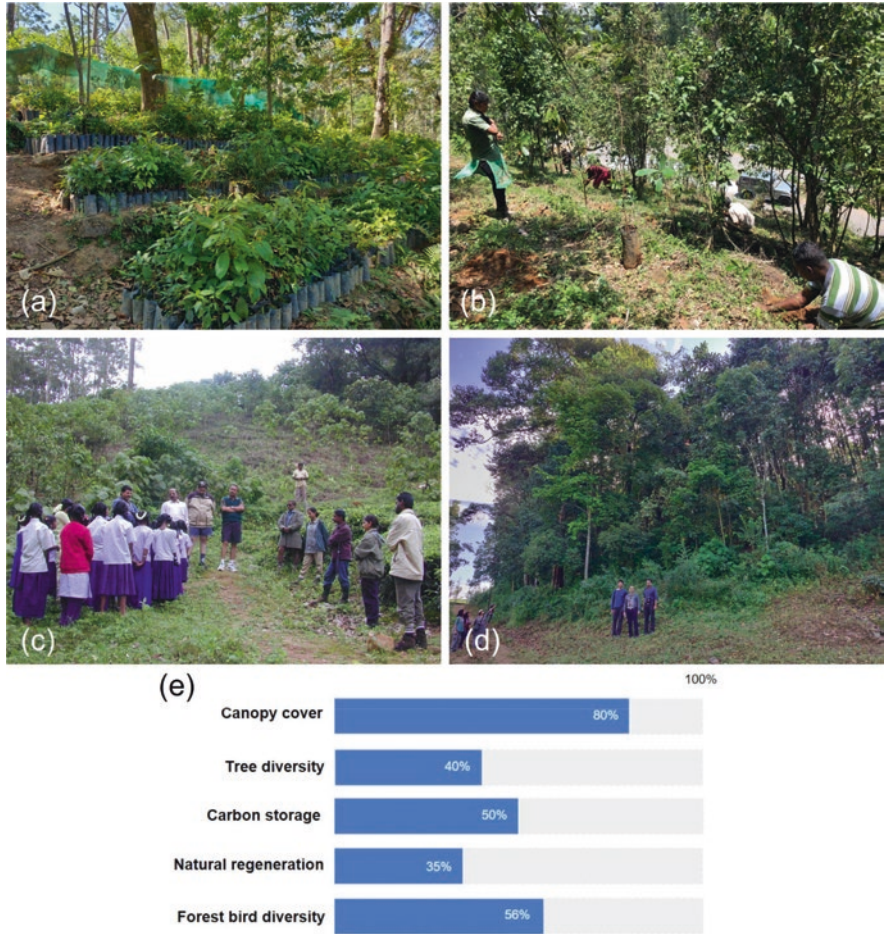 (a)
(b)
(c)
(d)
(e)
100%
Canopy cover 80%
Tree diversity 40%
Carbon storage 50%
Natural regeneration 35%
Forest bird diversity 56%